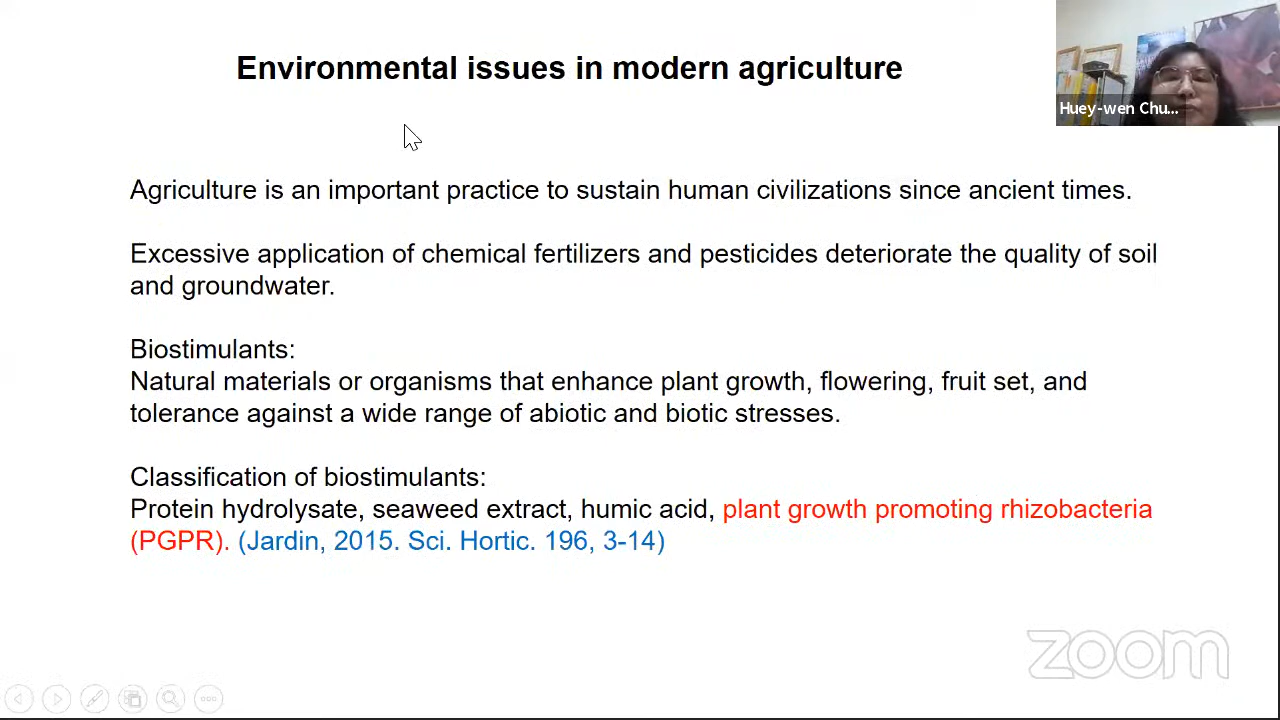 Environmental issues in modern agriculture
Huey-wen Chu...
Agriculture is an important practice to sustain human civilizations since ancient times.
Excessive application of chemical fertilizers and pesticides deteriorate the quality of soil
and groundwater.
Biostimulants:
Natural materials or organisms that enhance plant growth, flowering, fruit set, and
tolerance against a wide range of abiotic and biotic stresses.
Classification of biostimulants:
Protein hydrolysate, seaweed extract, humic acid, plant growth promoting rhizobacteria
(PGPR). (Jardin, 2015. Sci. Hortic. 196, 3-14)
zoom